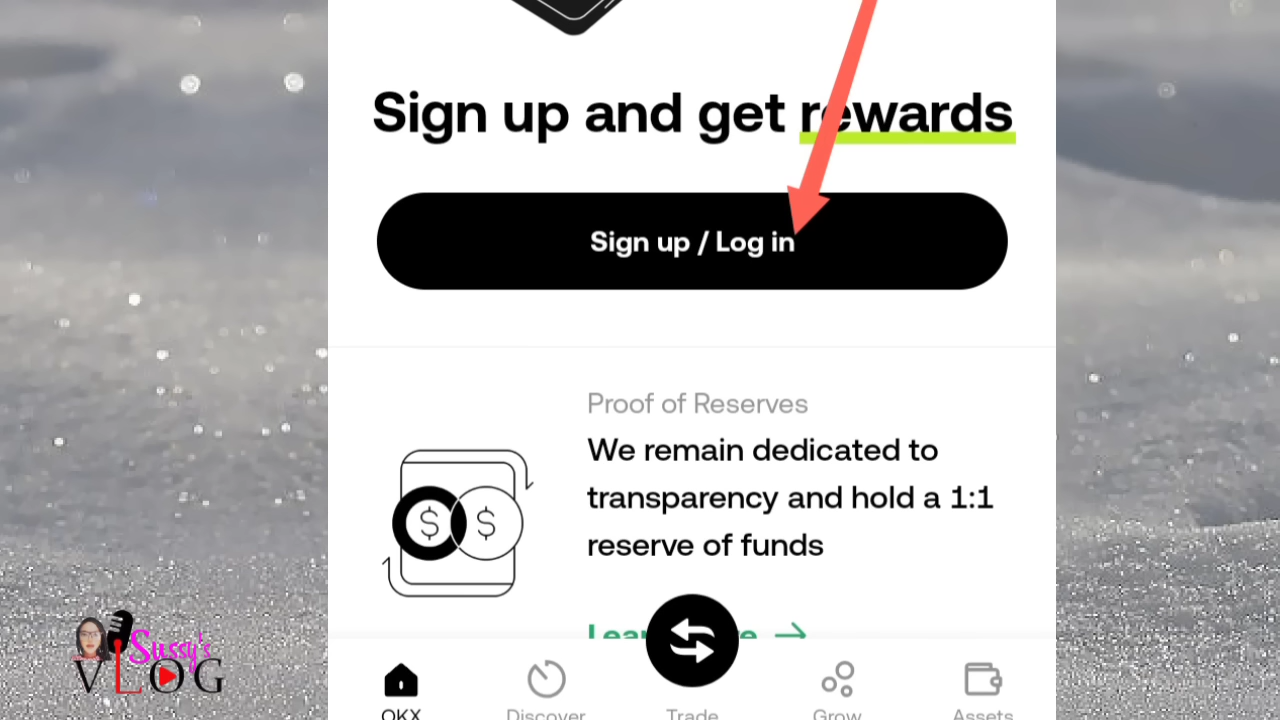 Sign up and get rewards
Sign up / Log in
Proof of Reserves
We remain dedicated to
transparency and hold a 1:1
reserve of funds
$ $
OKX Discover Trade Grow Assets
Sussy's
VLOG